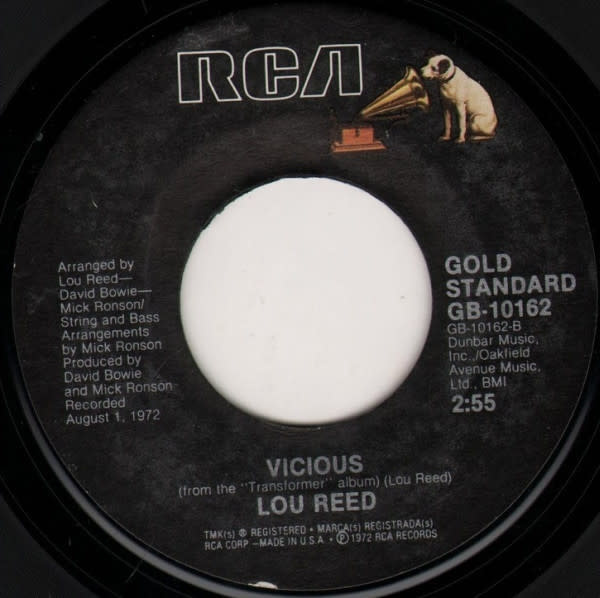 RCA
Arranged by
Lou Reed—
David Bowie—
Mick Ronson/
String and Bass
Arrangements
by Mick Ronson
Produced by
David Bowie
and Mick Ronson
Recorded
August 1, 1972
GOLD
STANDARD
GB-10162
GB-10162-B
Dunbar Music,
Inc.,/Oakfield
Avenue Music,
Ltd., BMI
2:55
VICIOUS
(from the "Transformer" album) (Lou Reed)
LOU REED
TMK(s) ® REGISTERED • MARCA(s) REGISTRADA(s)
RCA CORP —MADE IN U.S.A. • ℗ 1972 RCA RECORDS